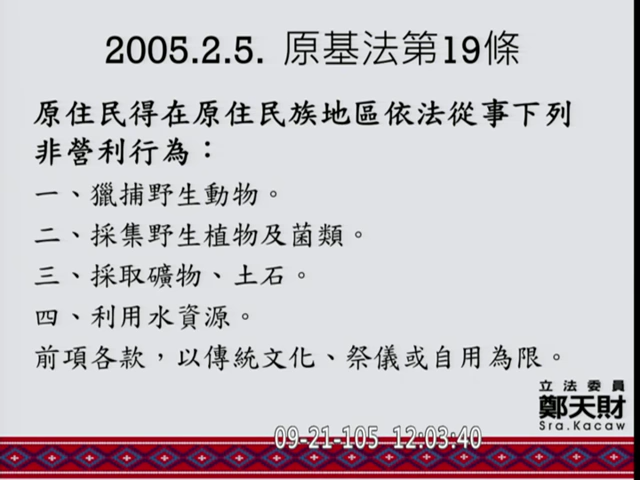 2005.2.5. 原基法第19條
原住民得在原住民族地區依法從事下列
非營利行為：
一、獵捕野生動物。
二、採集野生植物及菌類。
三、採取礦物、土石。
四、利用水資源。
前項各款，以傳統文化、祭儀或自用為限。
立法委員
鄭天財
Sra.Kacaw
09-21-105 12:03:40